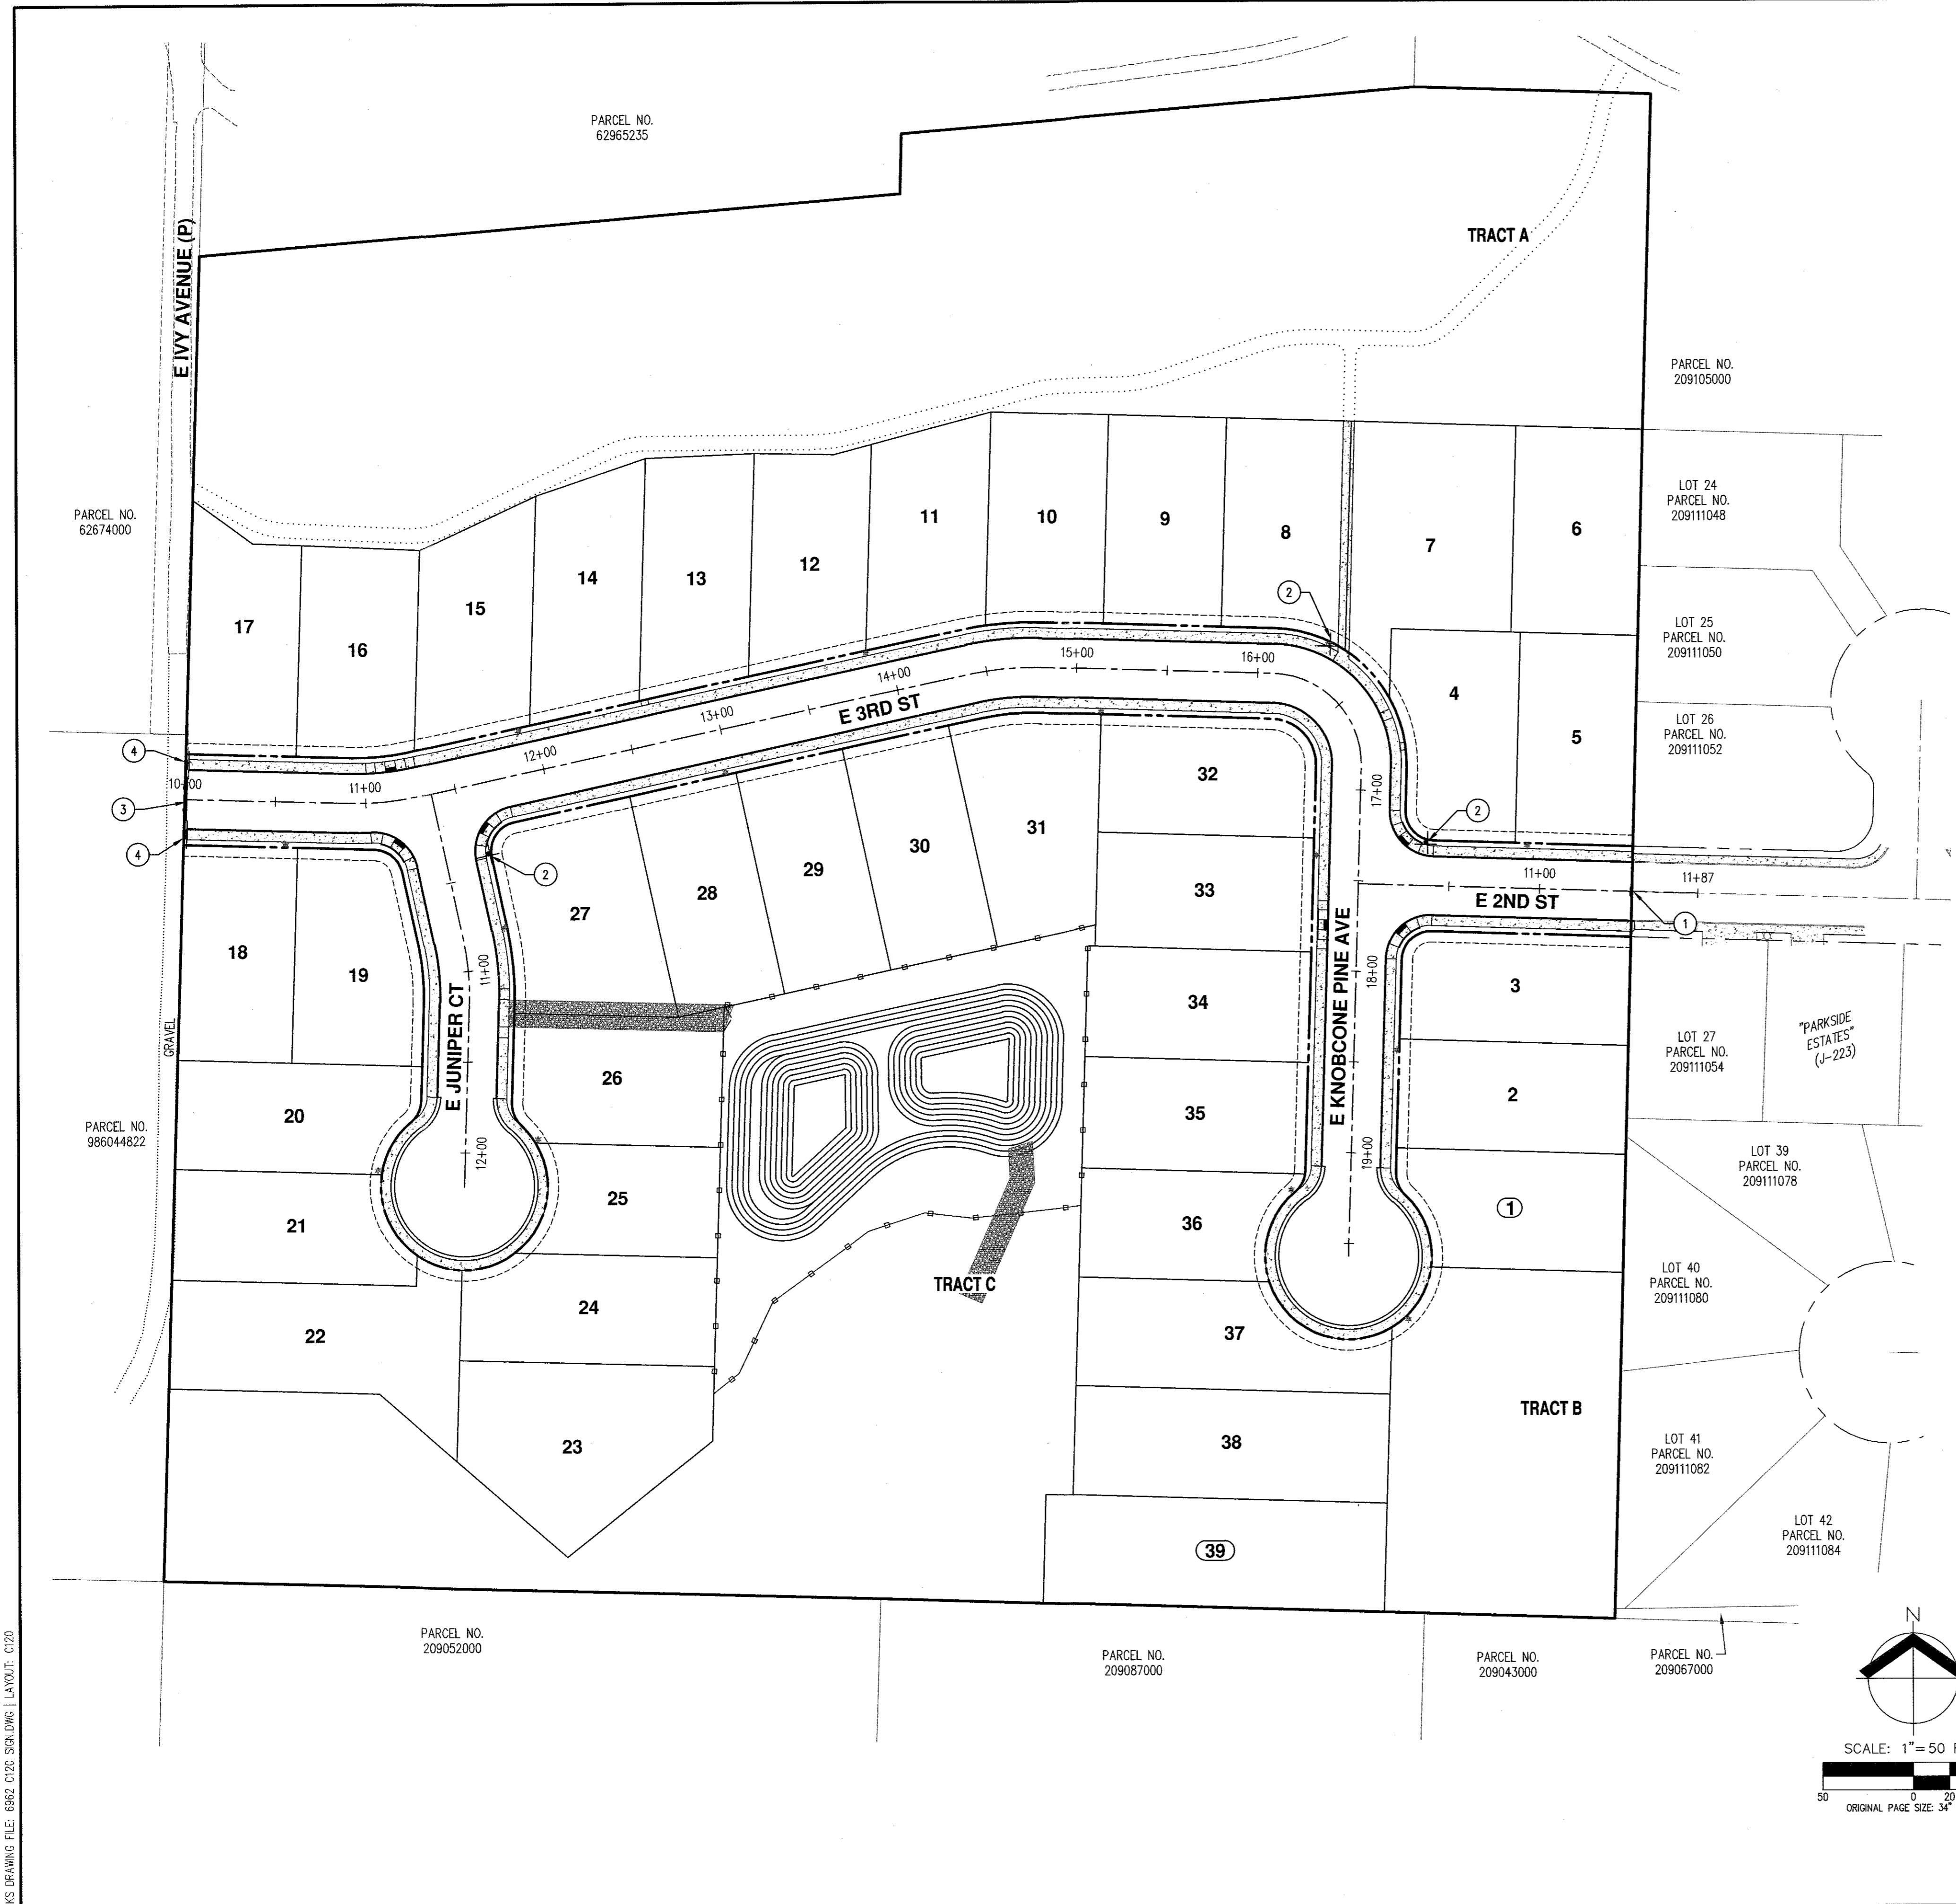 PARCEL NO.
62965235
E IVY AVENUE (P)
TRACT A
PARCEL NO.
209105000
PARCEL NO.
62674000
17
16
15
14
13
12
11
10
9
8
7
6
LOT 24
PARCEL NO.
209111048
LOT 25
PARCEL NO.
209111050
LOT 26
PARCEL NO.
209111052
4
5
2
4
3
4
10+00
11+00
12+00
13+00
14+00
15+00
16+00
17+00
E 3RD ST
2
2
2
32
31
30
29
28
27
33
11+00
11+87
E 2ND ST
1
18
19
GRAVEL
E JUNIPER CT
11+00
12+00
E KNOBCONE PINE AVE
18+00
19+00
34
3
LOT 27
PARCEL NO.
209111054
"PARKSIDE
ESTATES"
(J-223)
26
20
35
2
PARCEL NO.
986044822
LOT 39
PARCEL NO.
209111078
25
21
36
1
TRACT C
LOT 40
PARCEL NO.
209111080
24
22
37
TRACT B
23
38
LOT 41
PARCEL NO.
209111082
39
LOT 42
PARCEL NO.
209111084
PARCEL NO.
209052000
PARCEL NO.
209087000
PARCEL NO.
209043000
PARCEL NO.
209067000
N
SCALE: 1"=50 F
50 0 20
ORIGINAL PAGE SIZE: 34"
KS DRAWING FILE: 6962 C120 SIGN.DWG | LAYOUT: C120